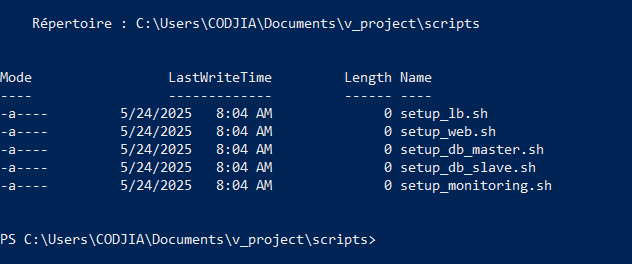 Répertoire : C:\Users\CODJIA\Documents\v_project\scripts
Mode LastWriteTime Length Name
---- ------------- ------ ----
-a---- 5/24/2025 8:04 AM 0 setup_lb.sh
-a---- 5/24/2025 8:04 AM 0 setup_web.sh
-a---- 5/24/2025 8:04 AM 0 setup_db_master.sh
-a---- 5/24/2025 8:04 AM 0 setup_db_slave.sh
-a---- 5/24/2025 8:04 AM 0 setup_monitoring.sh
PS C:\Users\CODJIA\Documents\v_project\scripts>